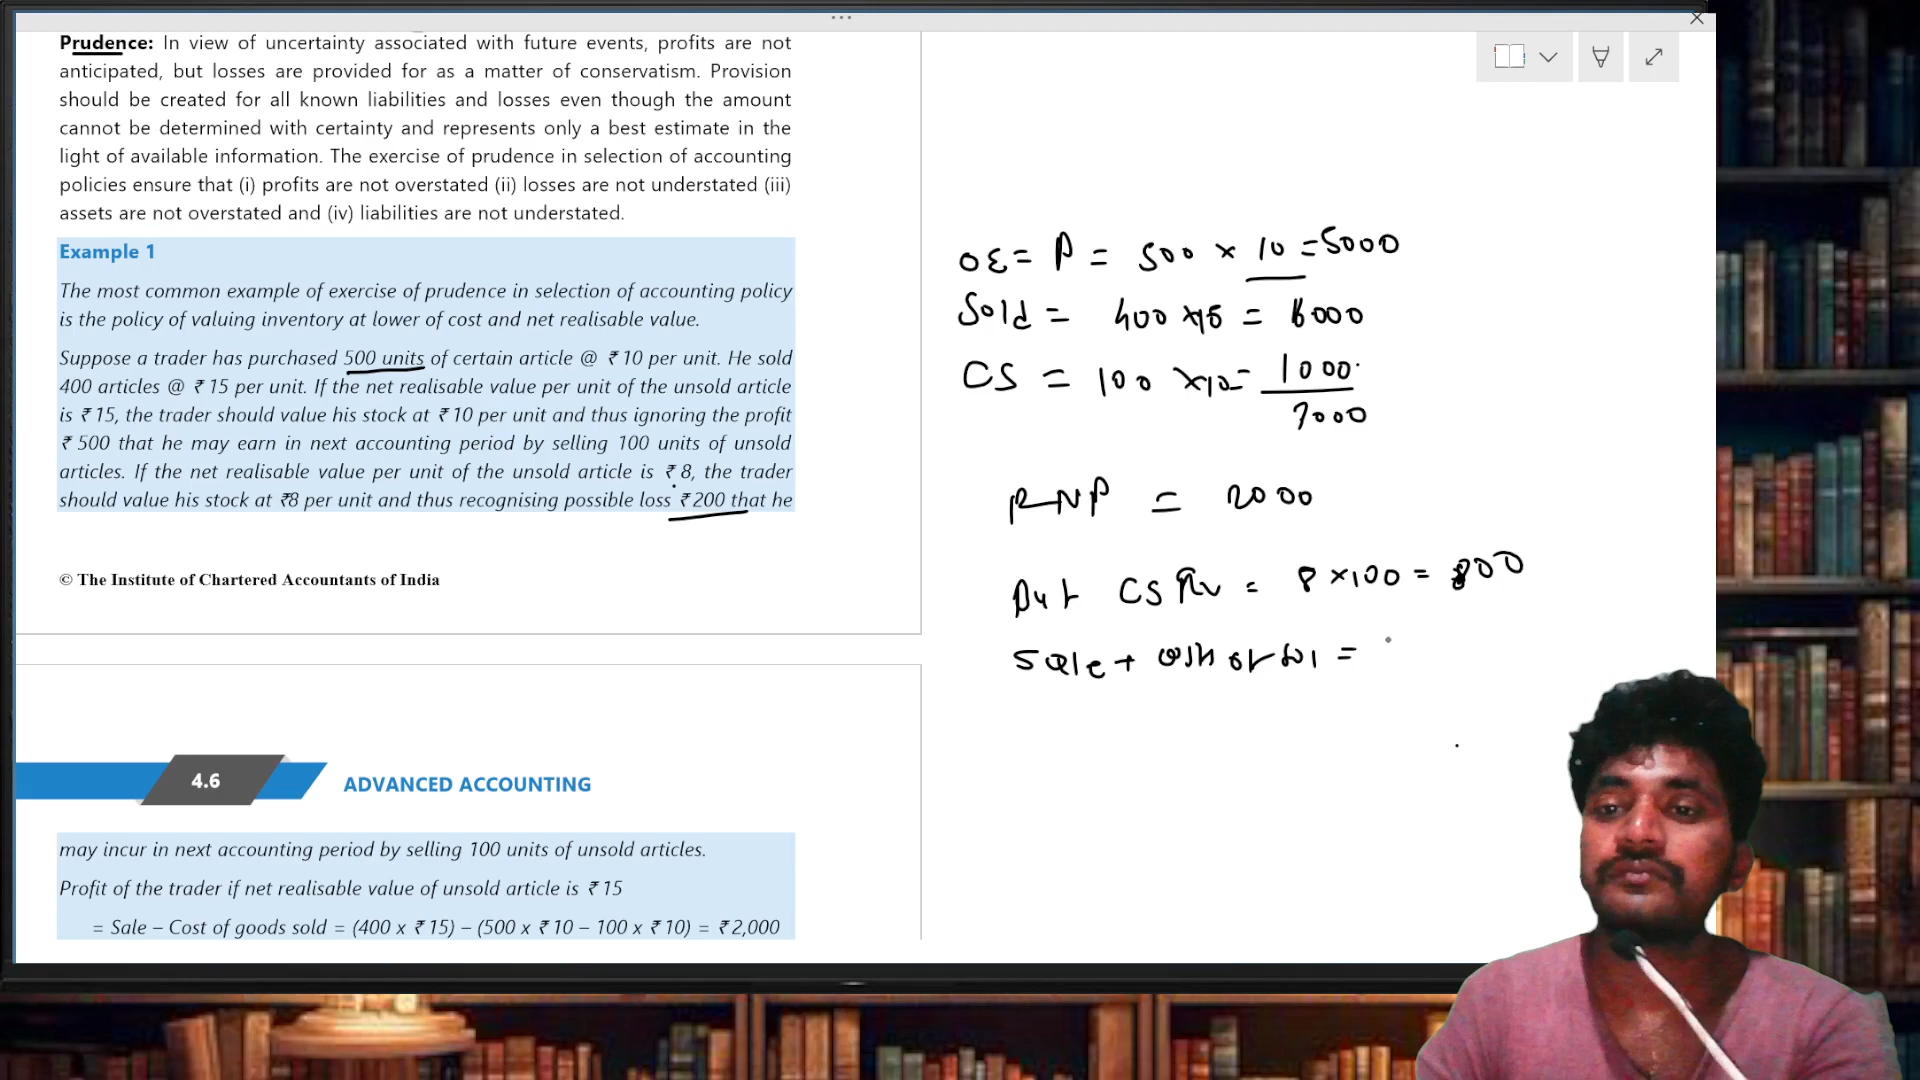 Prudence: In view of uncertainty associated with future events, profits are not
anticipated, but losses are provided for as a matter of conservatism. Provision
should be created for all known liabilities and losses even though the amount
cannot be determined with certainty and represents only a best estimate in the
light of available information. The exercise of prudence in selection of accounting
policies ensure that (i) profits are not overstated (ii) losses are not understated (iii)
assets are not overstated and (iv) liabilities are not understated.
Example 1
The most common example of exercise of prudence in selection of accounting policy
is the policy of valuing inventory at lower of cost and net realisable value.
Suppose a trader has purchased 500 units of certain article @ ₹ 10 per unit. He sold
400 articles @ ₹ 15 per unit. If the net realisable value per unit of the unsold article
is ₹ 15, the trader should value his stock at ₹ 10 per unit and thus ignoring the profit
₹ 500 that he may earn in next accounting period by selling 100 units of unsold
articles. If the net realisable value per unit of the unsold article is ₹ 8, the trader
should value his stock at ₹8 per unit and thus recognising possible loss ₹ 200 that he
© The Institute of Chartered Accountants of India
4.6 ADVANCED ACCOUNTING
may incur in next accounting period by selling 100 units of unsold articles.
Profit of the trader if net realisable value of unsold article is ₹ 15
= Sale – Cost of goods sold = (400 x ₹ 15) – (500 x ₹ 10 – 100 x ₹ 10) = ₹ 2,000
= P = 500 × 10 = 5000
Sold = 400 × 15 = 6000
CS = 100 × 10 = 1000
7000
= 2000
But CS = 8 × 100 = 800
Sale + =